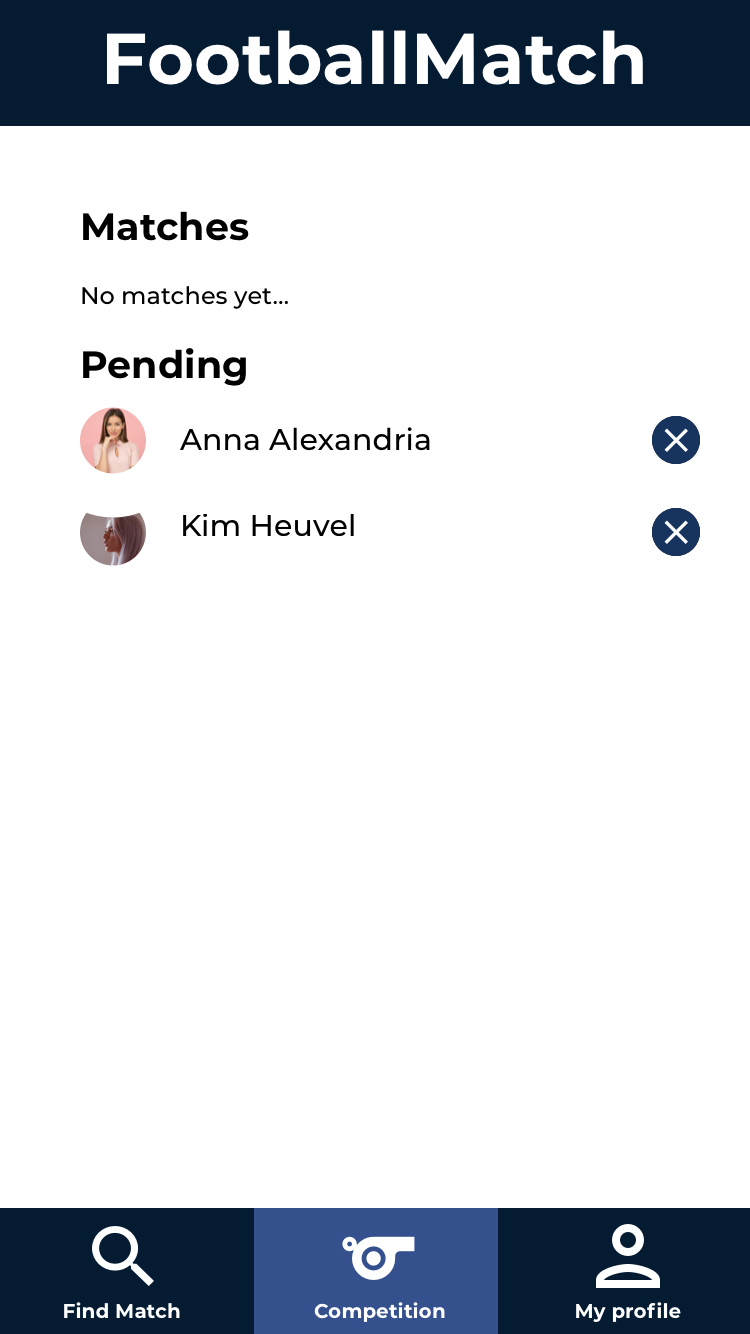 FootballMatch
Matches
No matches yet...
Pending
Anna Alexandria
Kim Heuvel
Find Match
Competition
My profile